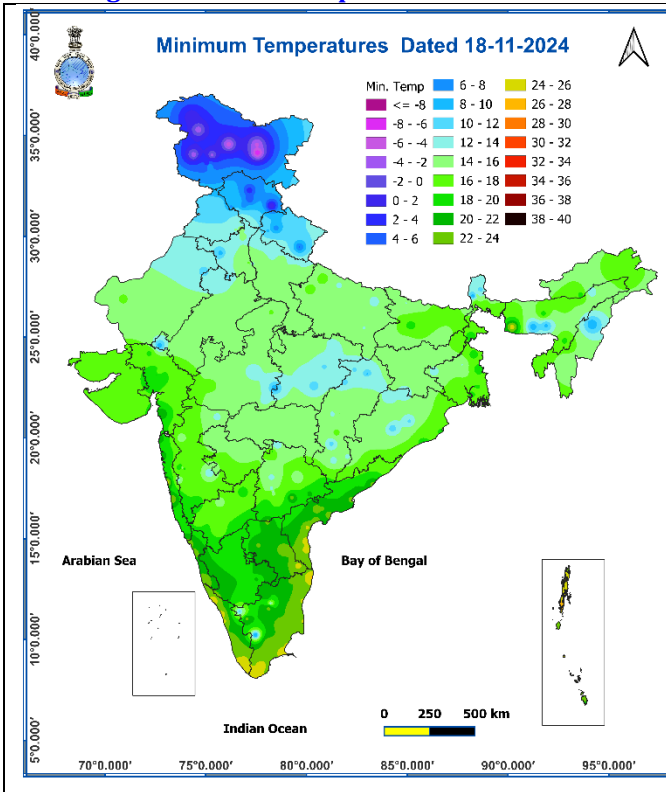 Minimum Temperatures Dated 18-11-2024
Min. Temp
<= -8
-8 - -6
-6 - -4
-4 - -2
-2 - 0
0 - 2
2 - 4
4 - 6
6 - 8
8 - 10
10 - 12
12 - 14
14 - 16
16 - 18
18 - 20
20 - 22
22 - 24
24 - 26
26 - 28
28 - 30
30 - 32
32 - 34
34 - 36
36 - 38
38 - 40
40°0.000'
35°0.000'
30°0.000'
25°0.000'
20°0.000'
15°0.000'
10°0.000'
5°0.000'
Arabian Sea
Bay of Bengal
Indian Ocean
0 250 500 km
70°0.000' 75°0.000' 80°0.000' 85°0.000' 90°0.000' 95°0.000'